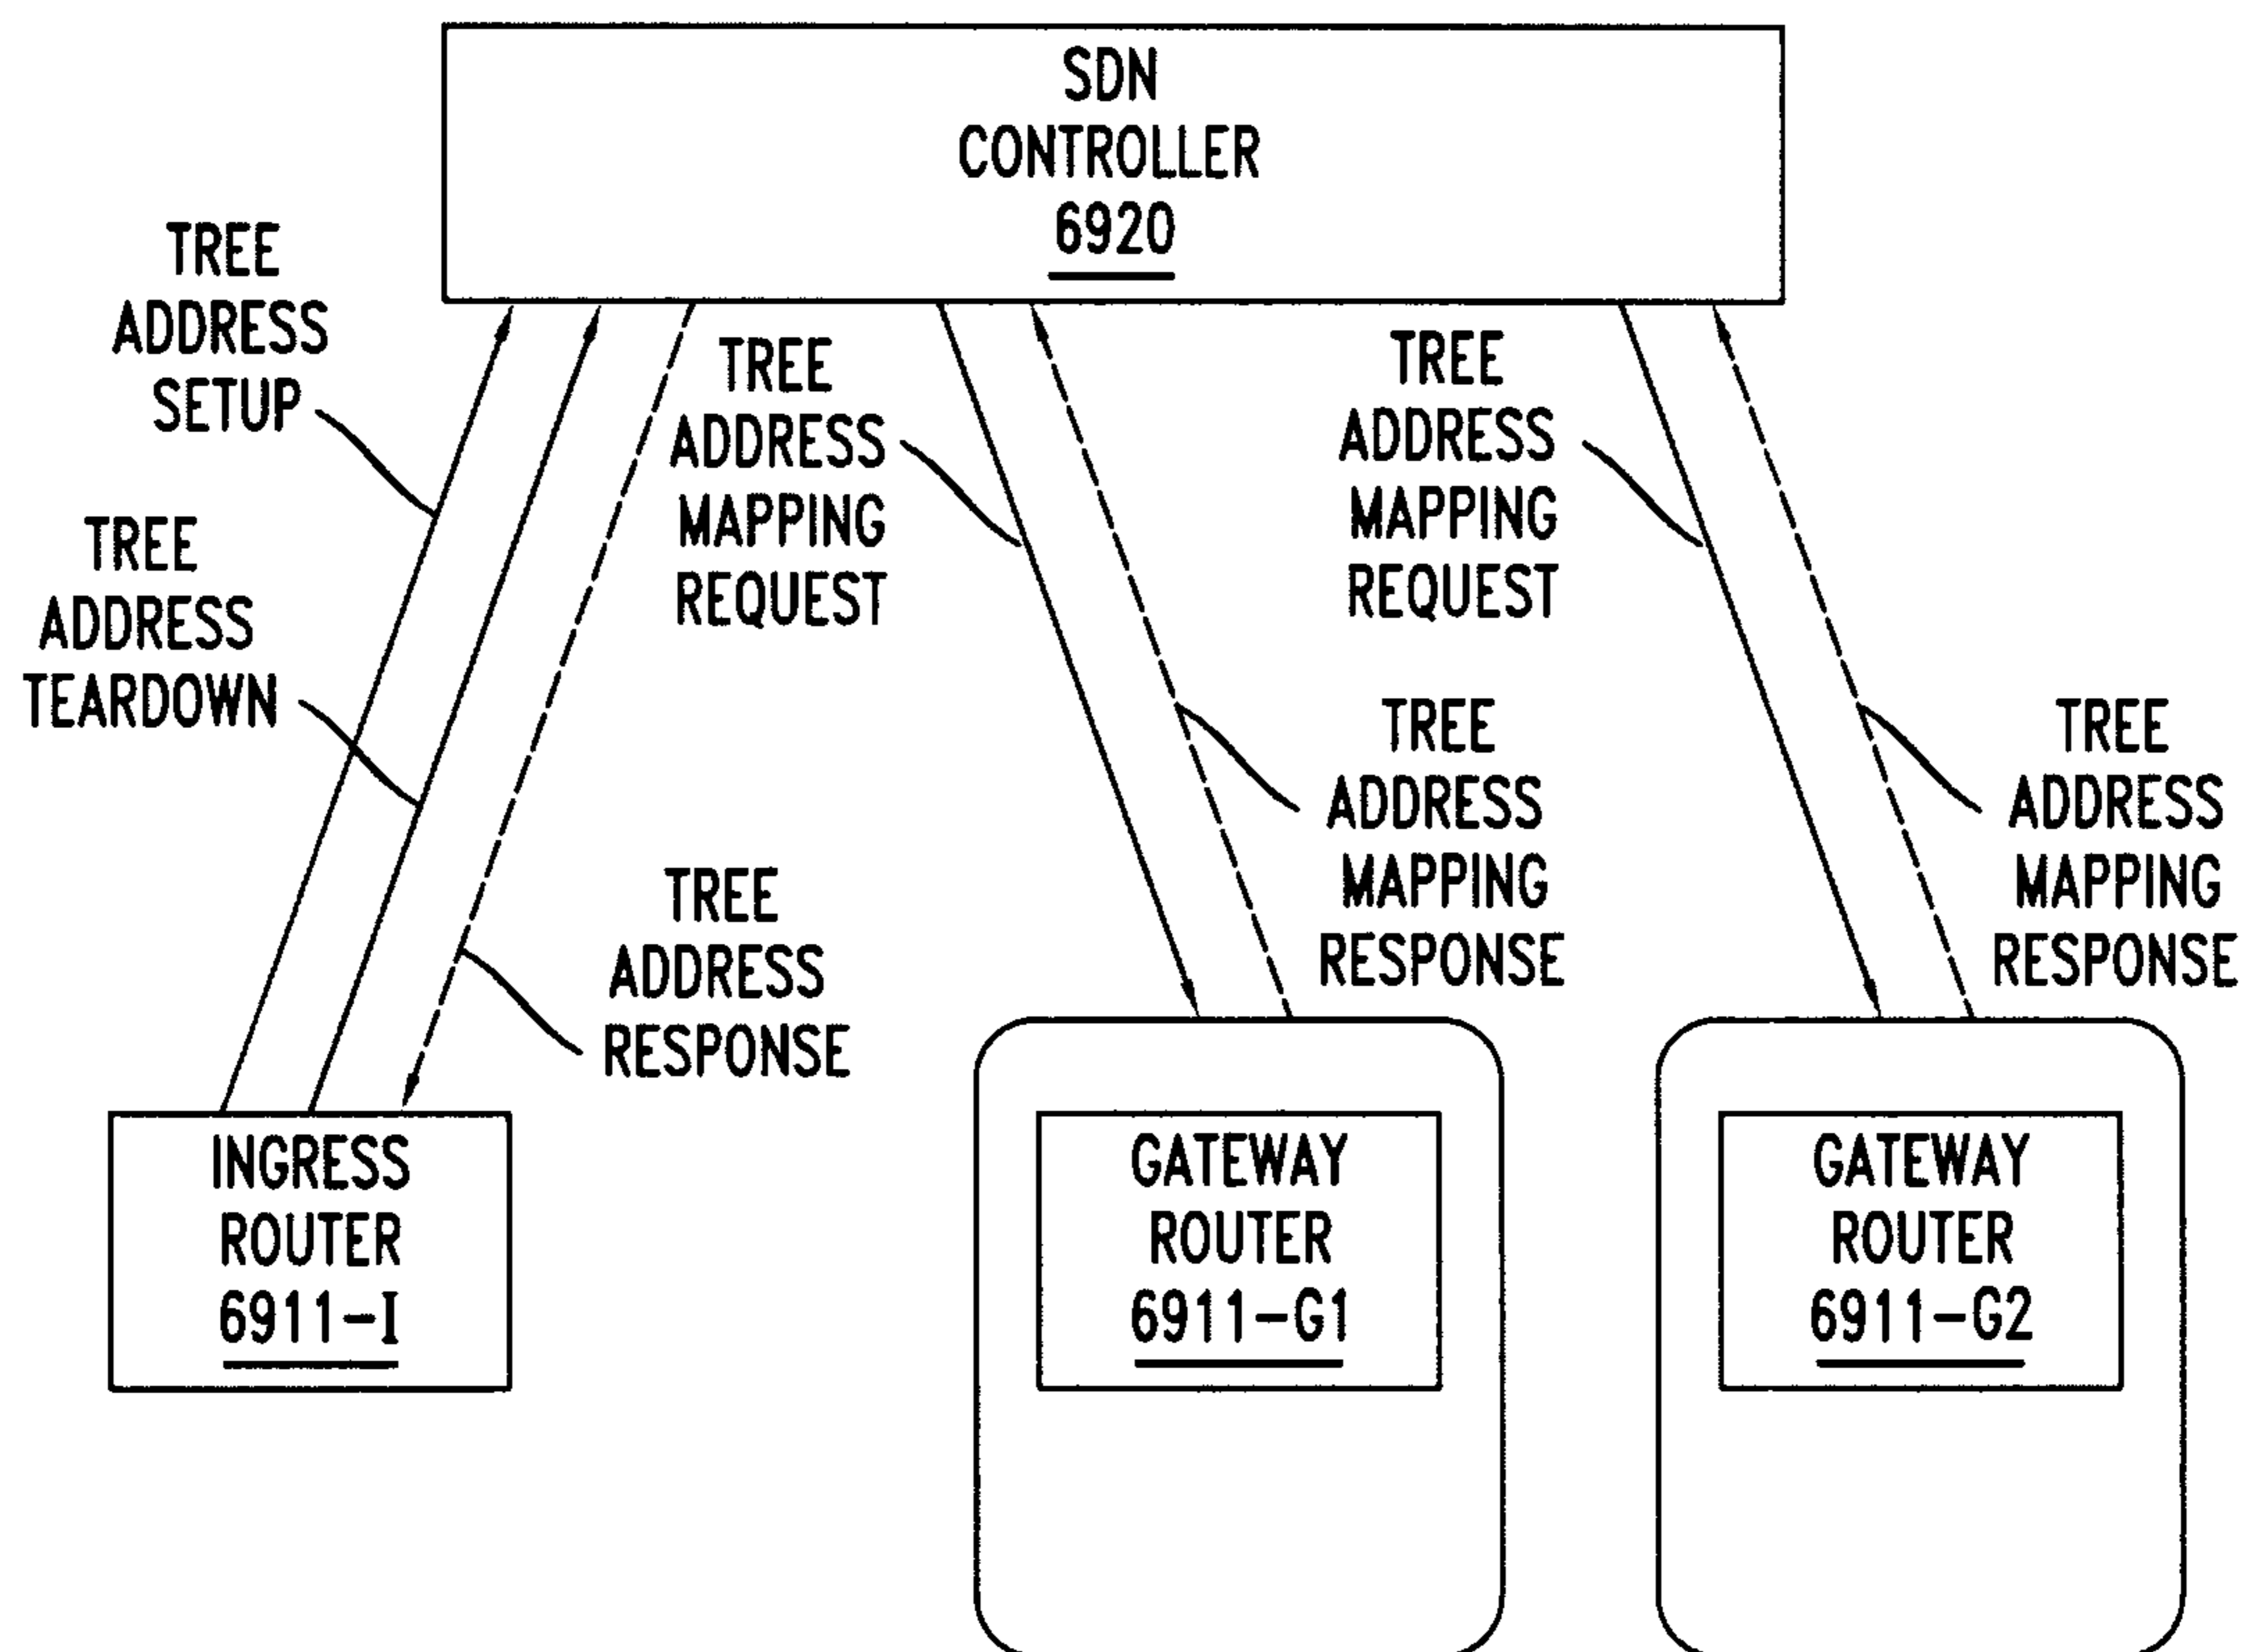 SDN
CONTROLLER
6920
TREE
ADDRESS
SETUP
TREE
ADDRESS
TEARDOWN
TREE
ADDRESS
MAPPING
REQUEST
TREE
ADDRESS
MAPPING
REQUEST
TREE
ADDRESS
RESPONSE
TREE
ADDRESS
MAPPING
RESPONSE
TREE
ADDRESS
MAPPING
RESPONSE
INGRESS
ROUTER
6911-I
GATEWAY
ROUTER
6911-G1
GATEWAY
ROUTER
6911-G2